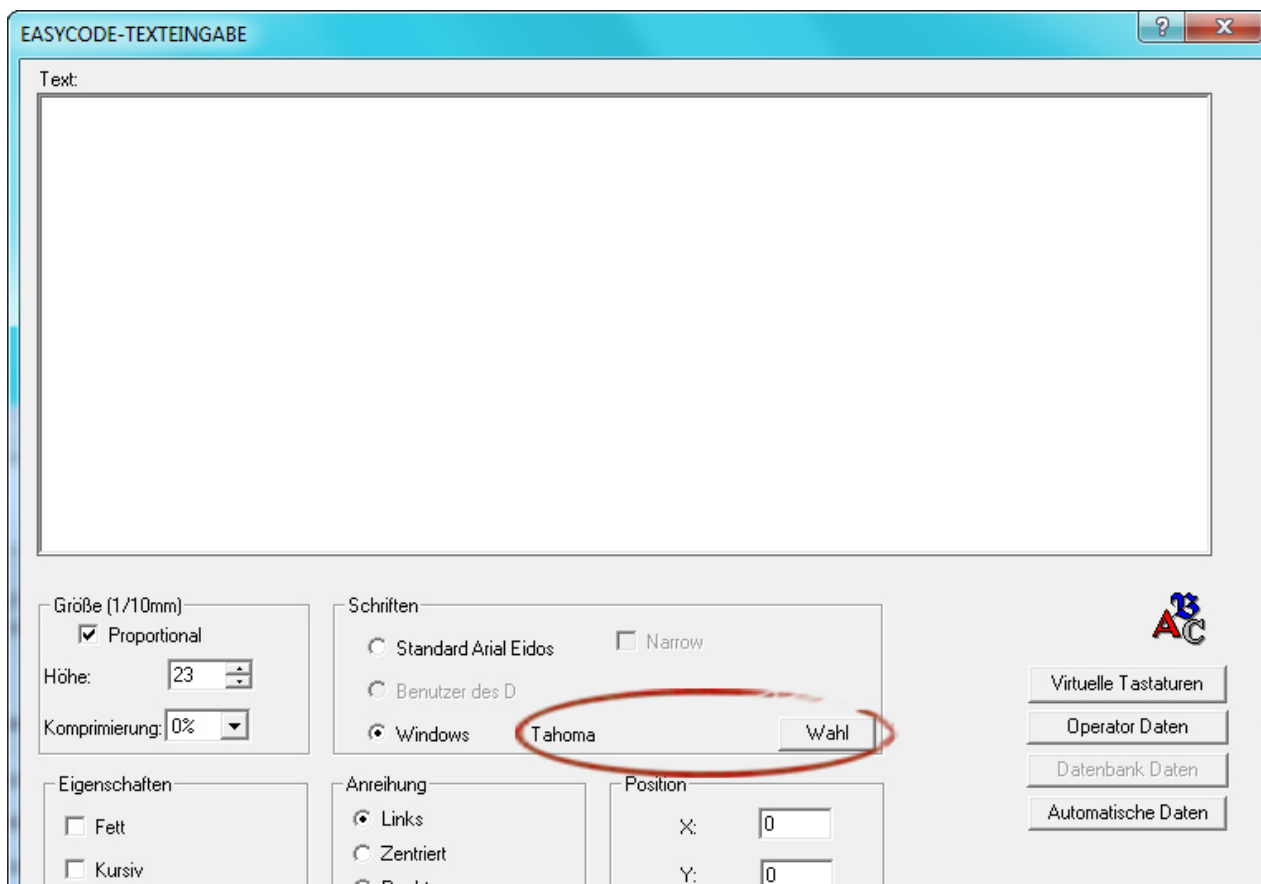 EASYCODE-TEXTEINGABE
Text:
Größe (1/10mm)
Proportional
Höhe: 23
Komprimierung: 0%
Schriften
Standard Arial Eidos
Narrow
Benutzer des D
Windows Tahoma Wahl
ABC
Virtuelle Tastaturen
Operator Daten
Datenbank Daten
Automatische Daten
Eigenschaften
Fett
Kursiv
Anreihung
Links
Zentriert
Position
X: 0
Y: 0